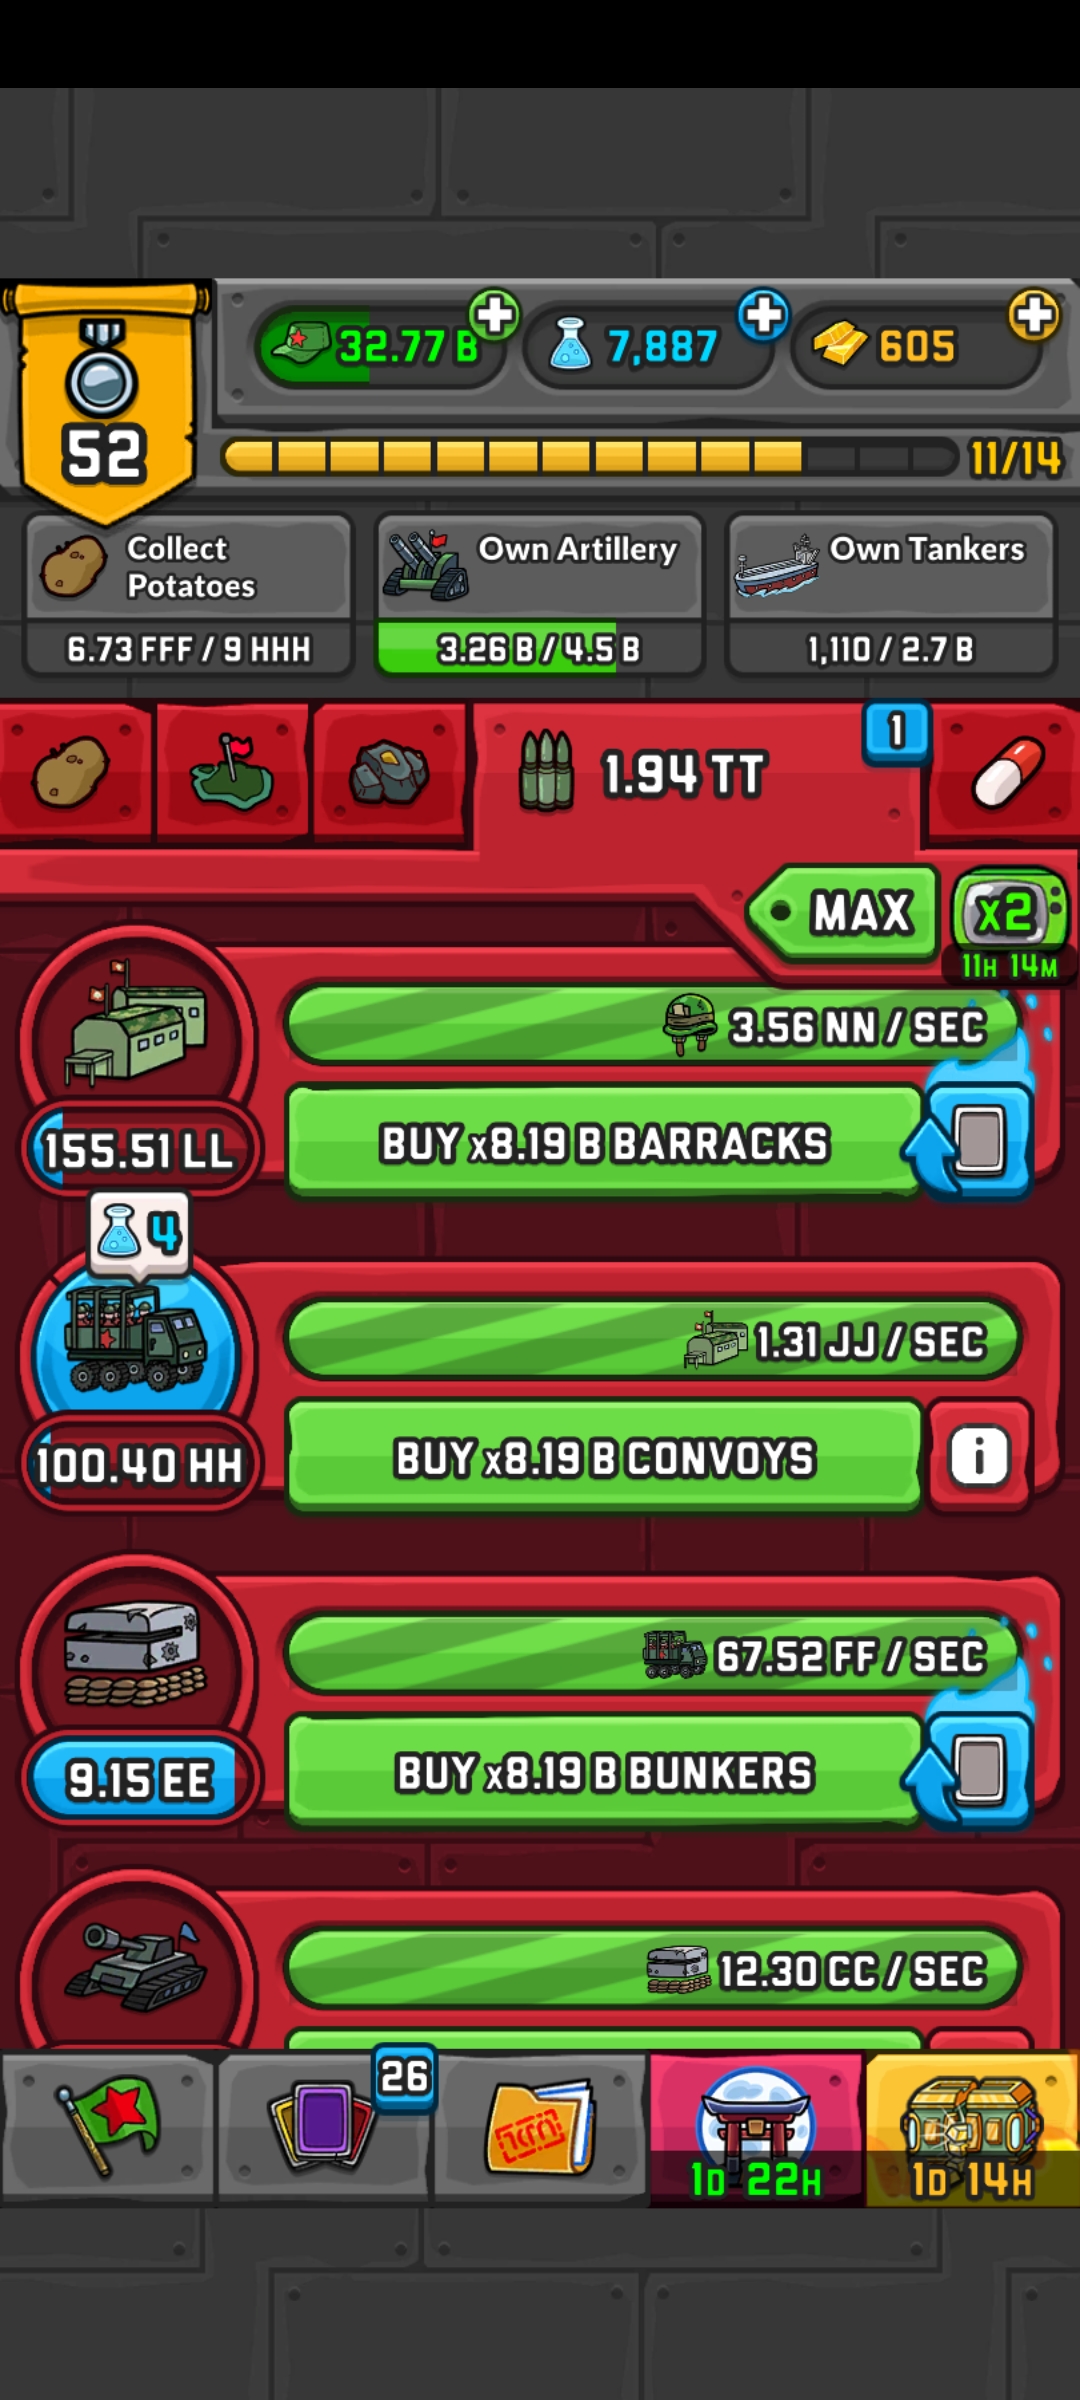 32.77 B
7,887
605
52
11/14
Collect
Potatoes
6.73 FFF / 9 HHH
Own Artillery
3.26 B / 4.5 B
Own Tankers
1,110 / 2.7 B
1.94 TT
1
MAX
x2
11H 14M
3.56 NN / SEC
155.51 LL
BUY x8.19 B BARRACKS
4
1.31 JJ / SEC
100.40 HH
BUY x8.19 B CONVOYS
i
67.52 FF / SEC
9.15 EE
BUY x8.19 B BUNKERS
12.30 CC / SEC
26
1D 22H
1D 14H